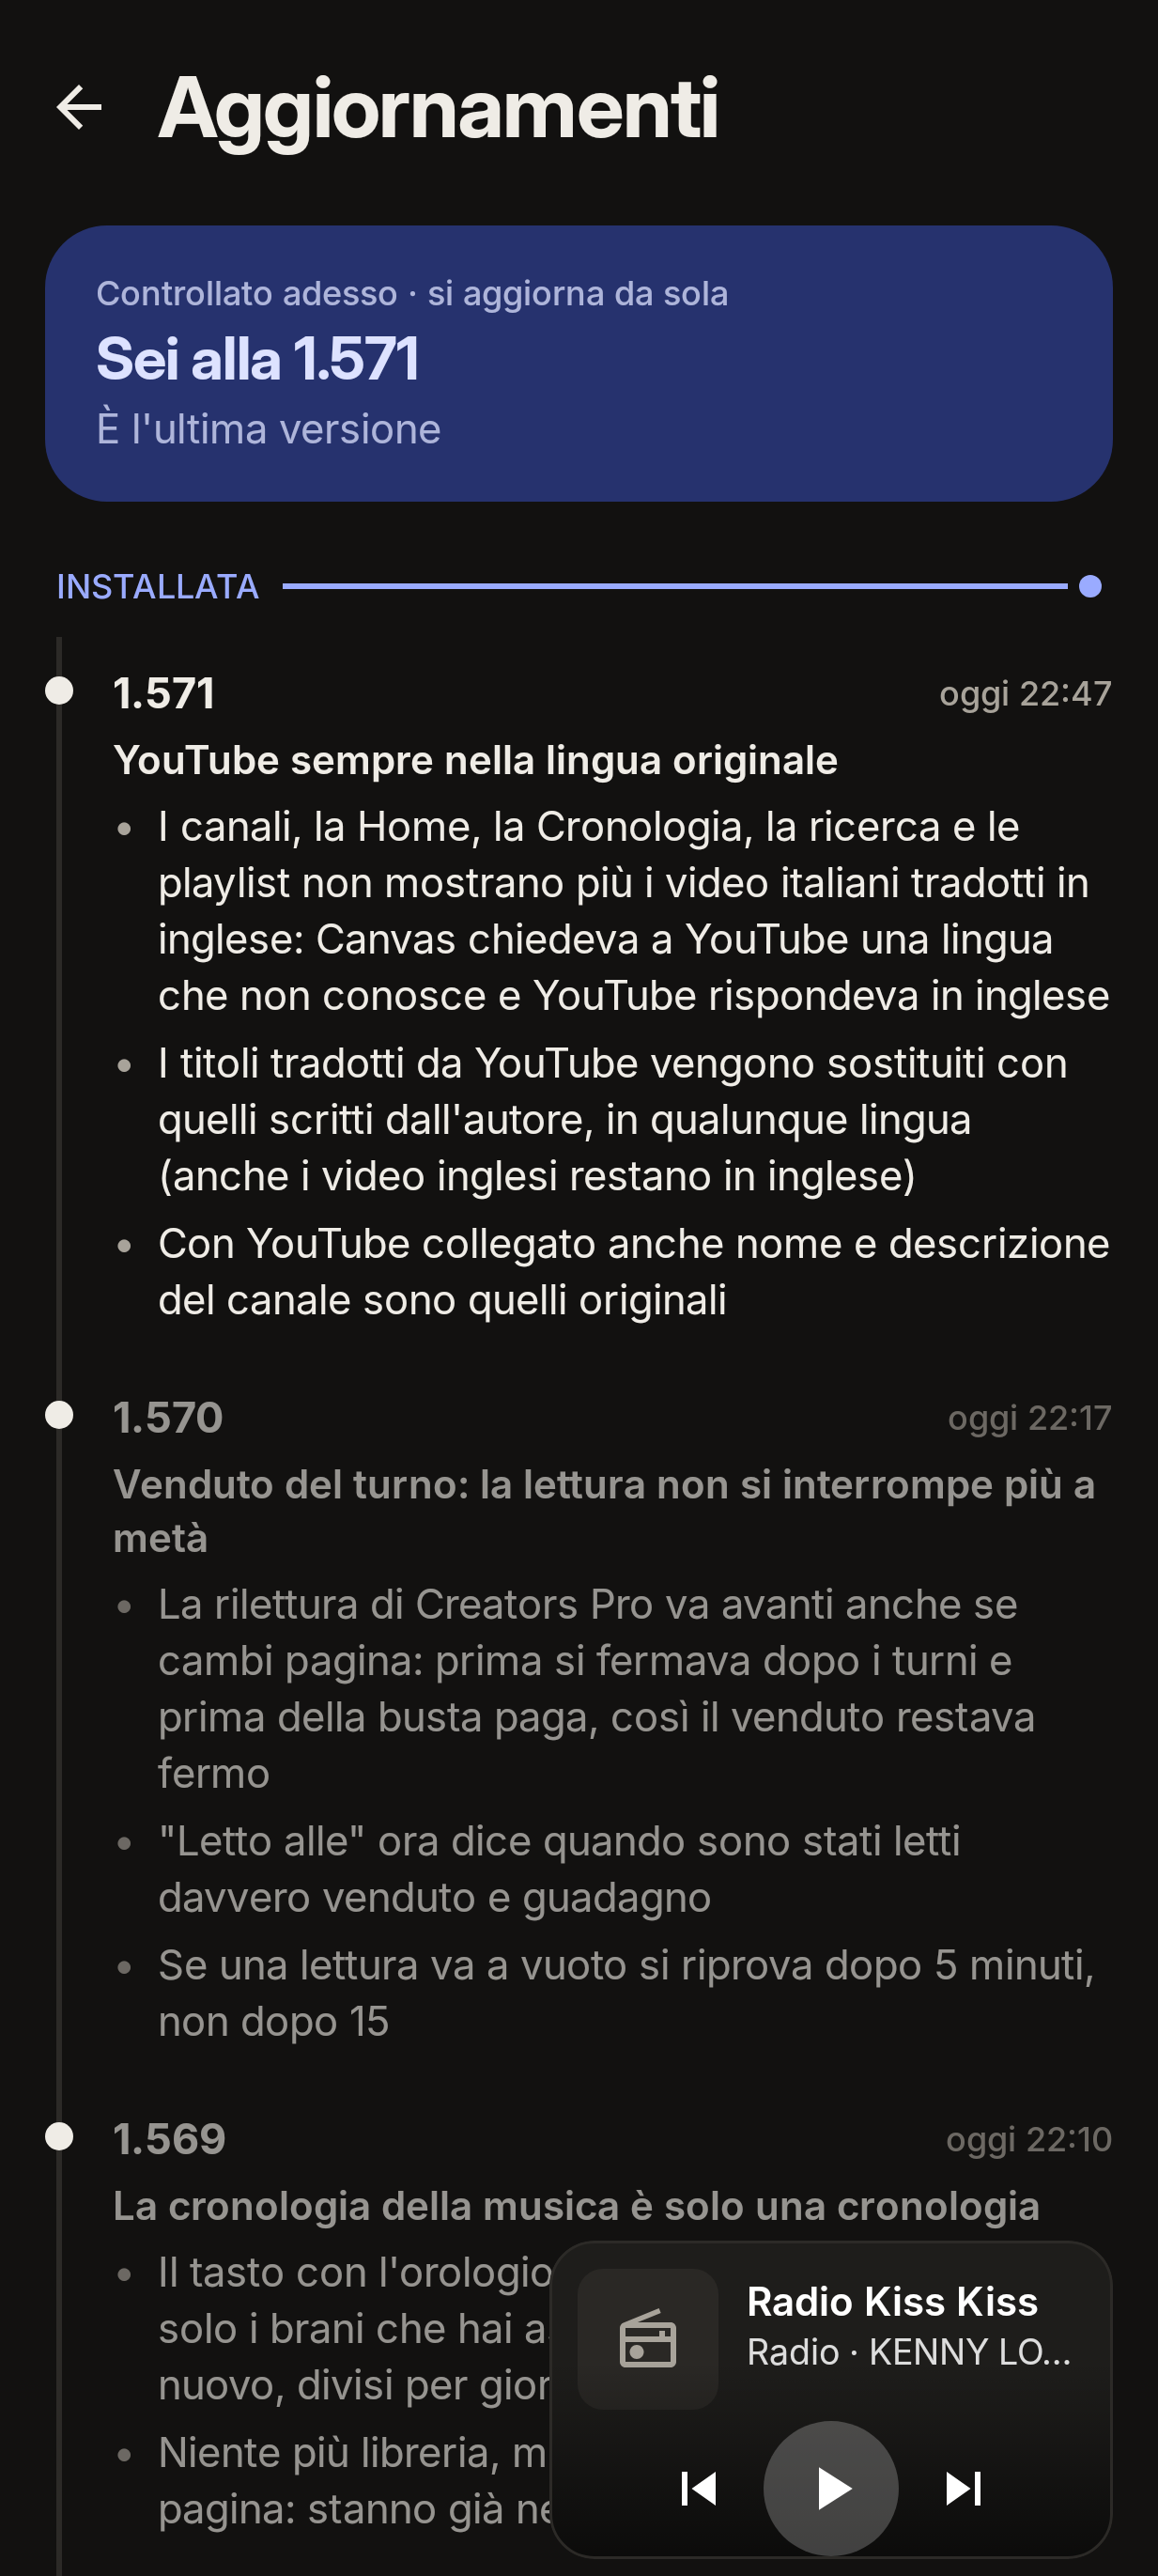 Aggiornamenti
Controllato adesso · si aggiorna da sola
Sei alla 1.571
È l'ultima versione
INSTALLATA
1.571 oggi 22:47
YouTube sempre nella lingua originale
• I canali, la Home, la Cronologia, la ricerca e le
playlist non mostrano più i video italiani tradotti in
inglese: Canvas chiedeva a YouTube una lingua
che non conosce e YouTube rispondeva in inglese
• I titoli tradotti da YouTube vengono sostituiti con
quelli scritti dall'autore, in qualunque lingua
(anche i video inglesi restano in inglese)
• Con YouTube collegato anche nome e descrizione
del canale sono quelli originali
1.570 oggi 22:17
Venduto del turno: la lettura non si interrompe più a
metà
• La rilettura di Creators Pro va avanti anche se
cambi pagina: prima si fermava dopo i turni e
prima della busta paga, così il venduto restava
fermo
• "Letto alle" ora dice quando sono stati letti
davvero venduto e guadagno
• Se una lettura va a vuoto si riprova dopo 5 minuti,
non dopo 15
1.569 oggi 22:10
La cronologia della musica è solo una cronologia
• Il tasto con l'orologio
solo i brani che hai
nuovo, divisi per
• Niente più libreria,
pagina: stanno già
Radio Kiss Kiss
Radio · KENNY LO...